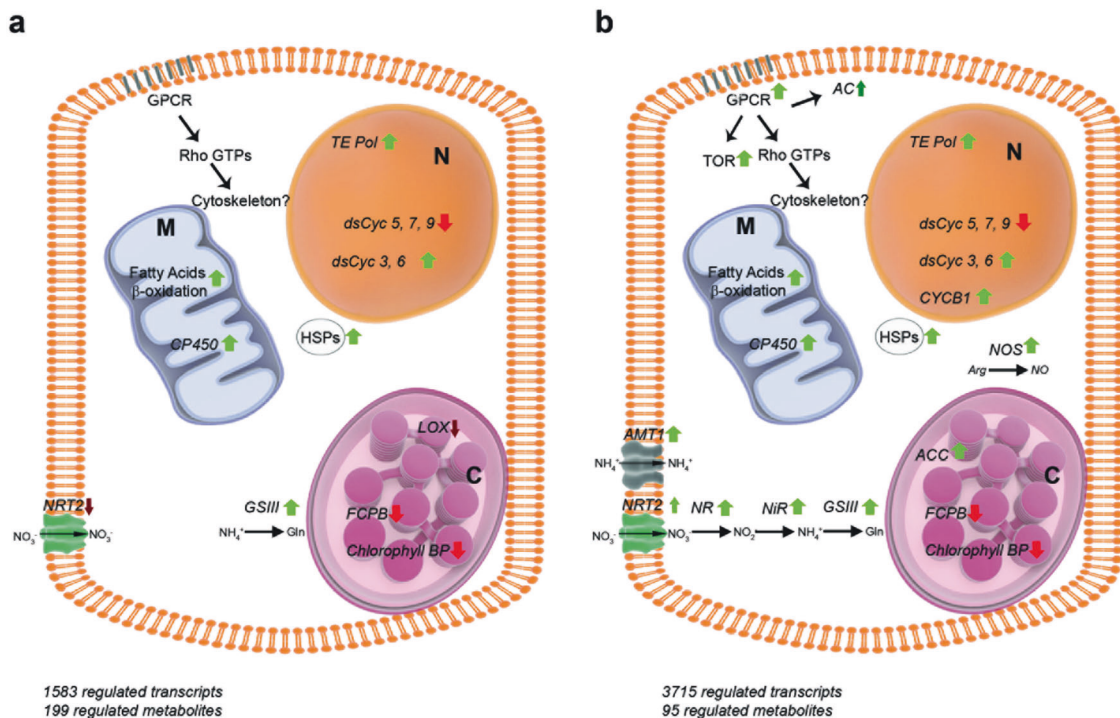 a
GPCR
Rho GTPs
Cytoskeleton?
TE Pol
N
dsCyc 5, 7, 9
dsCyc 3, 6
M
Fatty Acids
β-oxidation
CP450
HSPs
LOX
C
NRT2
NO₃⁻ NO₃⁻
GSIII
NH₄⁺ Gln
FCPB
Chlorophyll BP
1583 regulated transcripts
199 regulated metabolites
b
GPCR
AC
TOR
Rho GTPs
Cytoskeleton?
TE Pol
N
dsCyc 5, 7, 9
dsCyc 3, 6
CYCB1
M
Fatty Acids
β-oxidation
CP450
HSPs
NOS
Arg NO
AMT1
NH₄⁺ NH₄⁺
ACC
C
NRT2 NR NiR GSIII
NO₃⁻ NO₃⁻ NO₂⁻ NH₄⁺ Gln
FCPB
Chlorophyll BP
3715 regulated transcripts
95 regulated metabolites